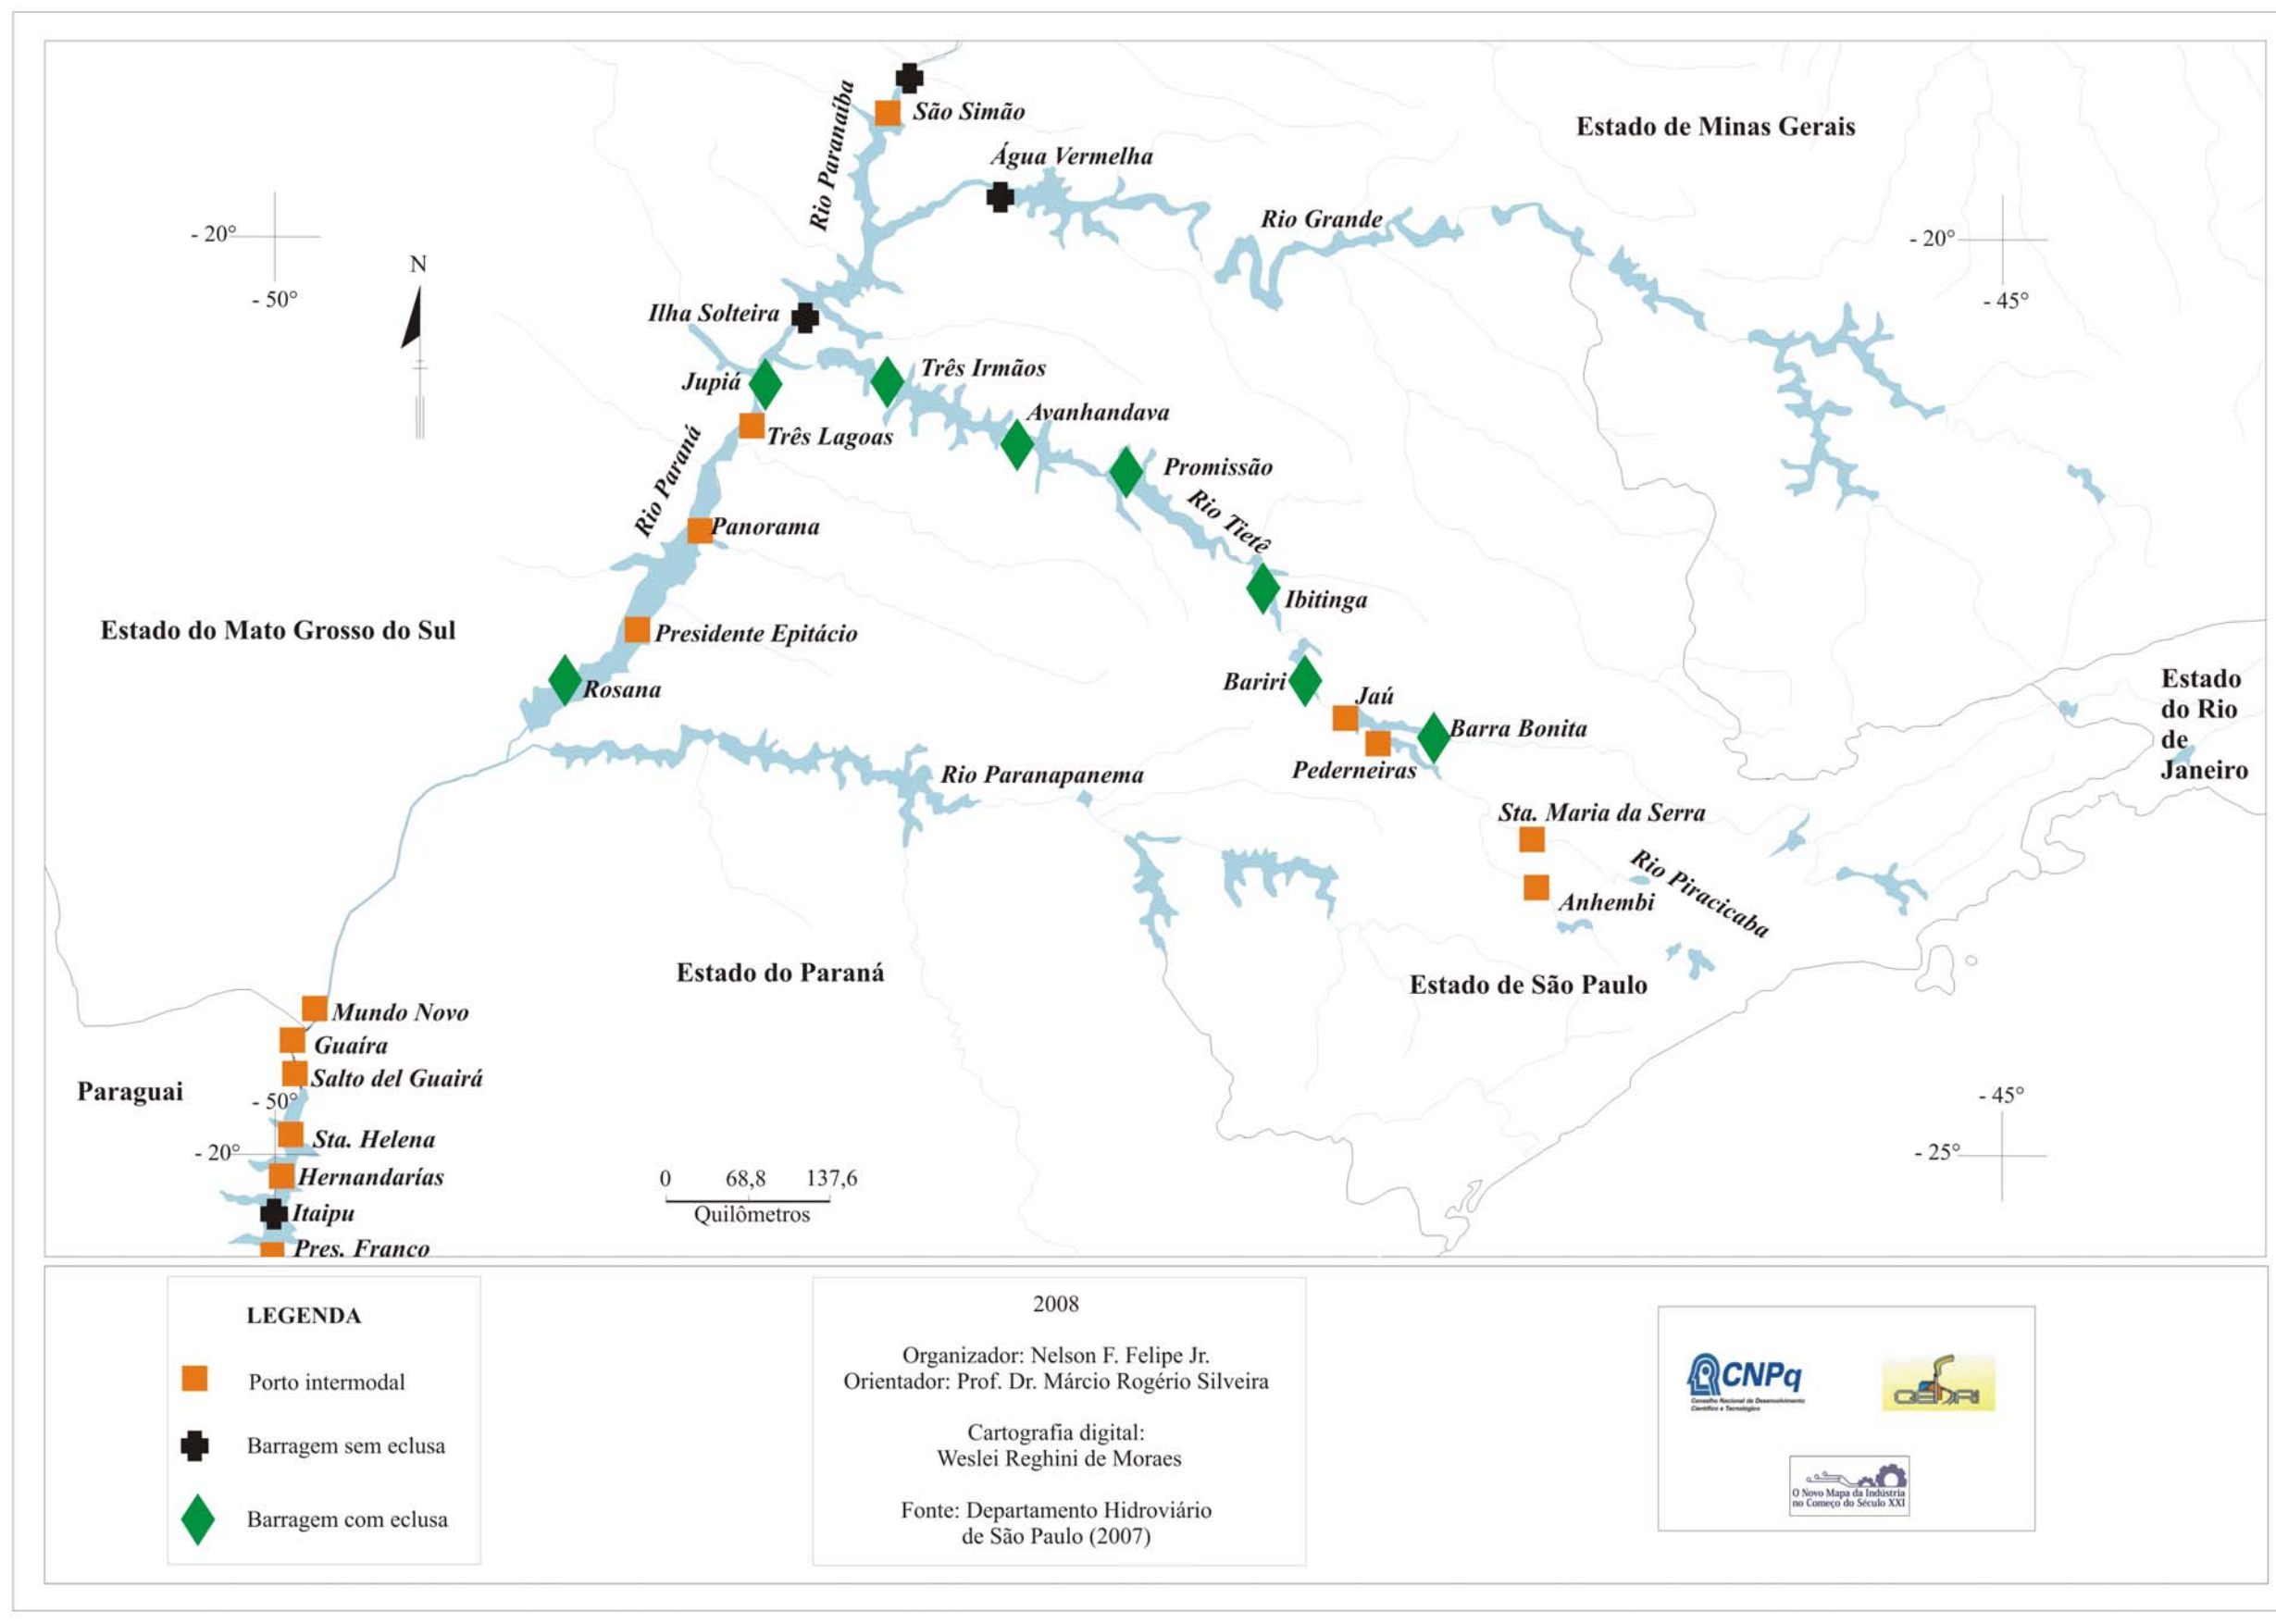 São Simão
Rio Paranaíba
Estado de Minas Gerais
Água Vermelha
Rio Grande
- 20°
- 50°
- 20°
- 45°
N
Ilha Solteira
Jupiá
Três Irmãos
Avanhandava
Três Lagoas
Rio Paraná
Promissão
Rio Tietê
Panorama
Ibitinga
Estado do Mato Grosso do Sul
Presidente Epitácio
Rosana
Bariri
Jaú
Barra Bonita
Pederneiras
Estado
do Rio
de
Janeiro
Rio Paranapanema
Sta. Maria da Serra
Rio Piracicaba
Anhembi
Estado do Paraná
Estado de São Paulo
Mundo Novo
Guaíra
Salto del Guairá
Paraguai
- 50°
- 20°
Sta. Helena
Hernandarías
Itaipu
Pres. Franco
- 45°
- 25°
0 68,8 137,6
Quilômetros
LEGENDA
Porto intermodal
Barragem sem eclusa
Barragem com eclusa
2008
Organizador: Nelson F. Felipe Jr.
Orientador: Prof. Dr. Márcio Rogério Silveira
Cartografia digital:
Weslei Reghini de Moraes
Fonte: Departamento Hidroviário
de São Paulo (2007)
CNPq
Conselho Nacional de Desenvolvimento
Científico e Tecnológico
O Novo Mapa da Indústria
no Começo do Século XXI